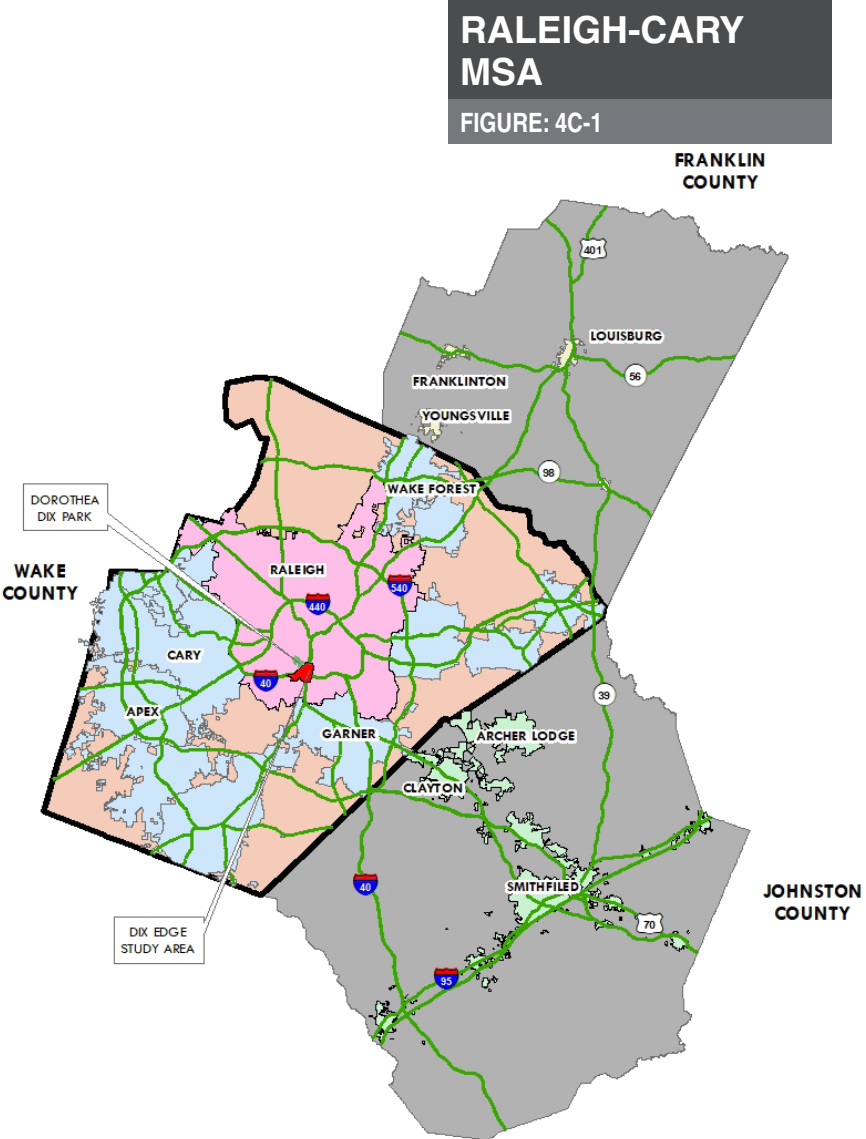 RALEIGH-CARY
MSA
FIGURE: 4C-1
FRANKLIN
COUNTY
401
LOUISBURG
56
FRANKLINTON
YOUNGSVILLE
98
WAKE FOREST
DOROTHEA
DIX PARK
WAKE
COUNTY
RALEIGH
540
440
CARY
40
39
APEX
GARNER
ARCHER LODGE
CLAYTON
40
SMITHFILED
JOHNSTON
COUNTY
70
DIX EDGE
STUDY AREA
95